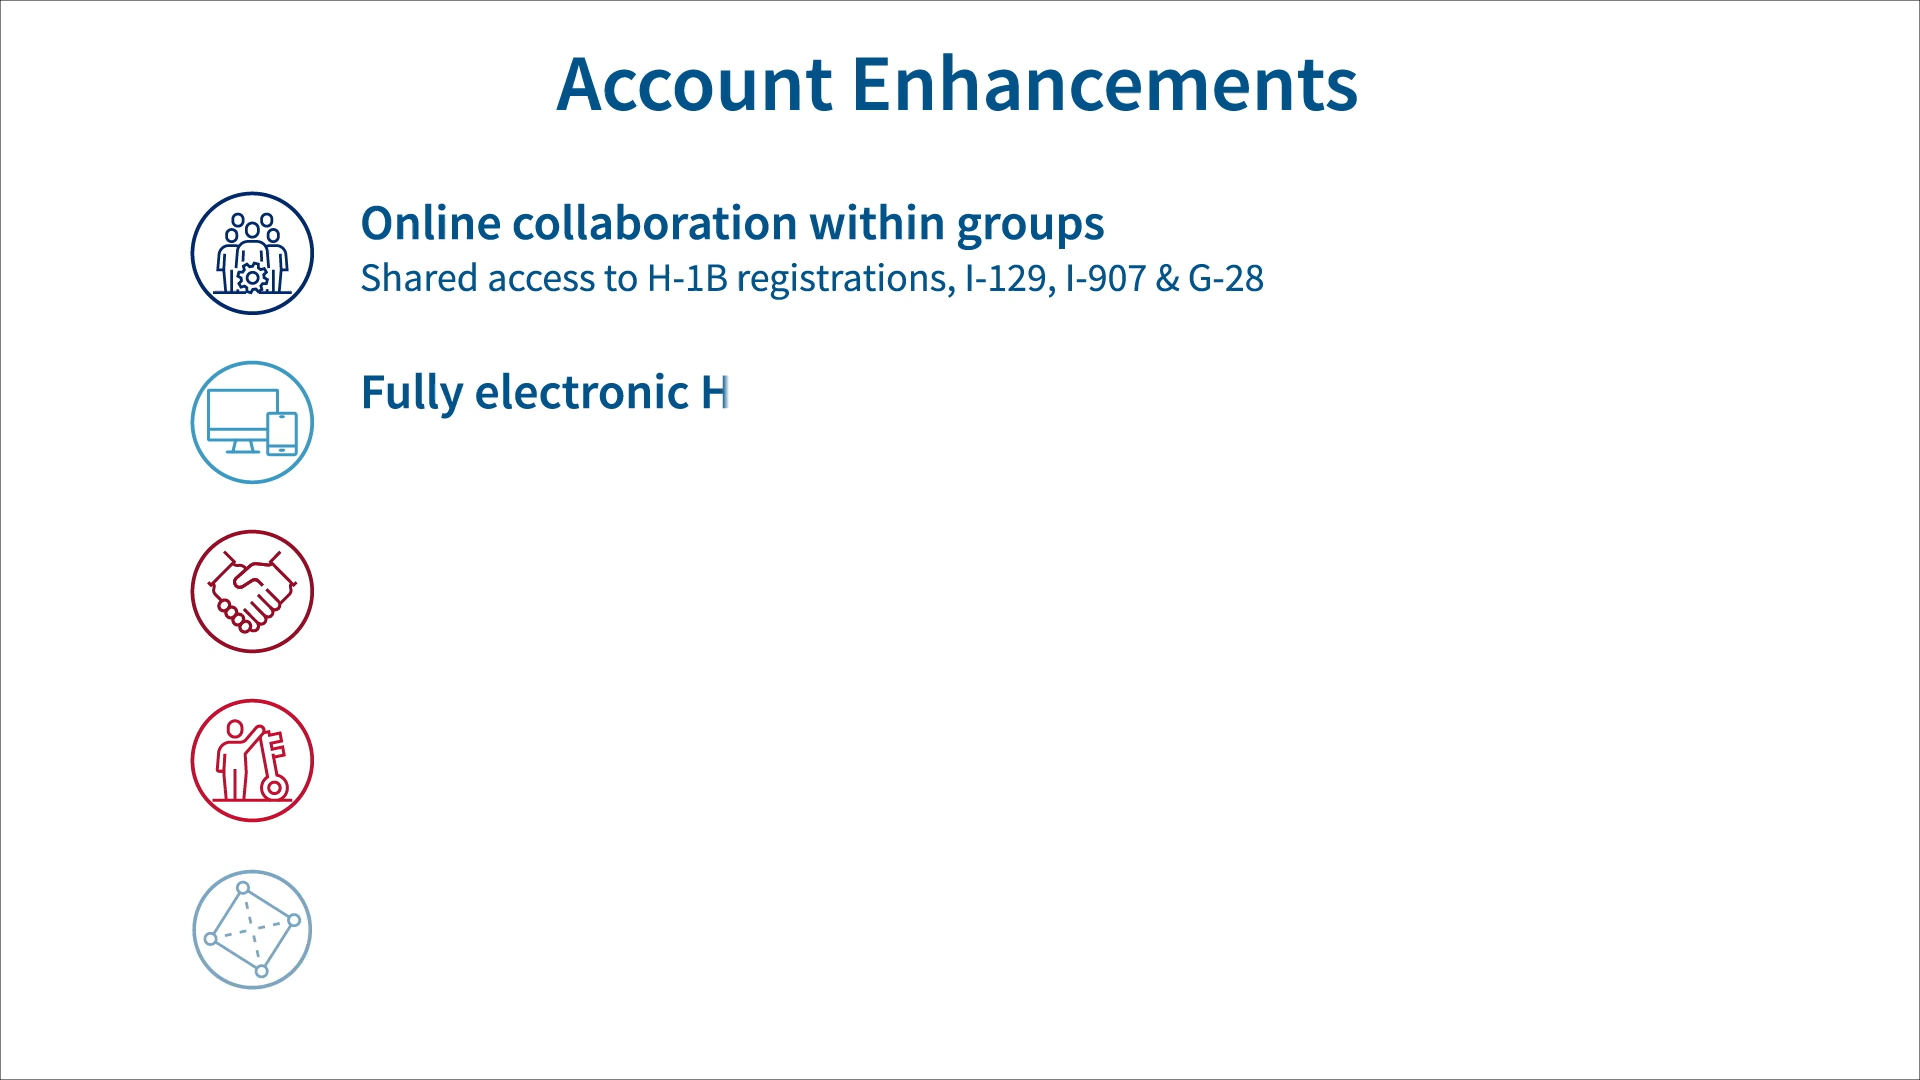 Account Enhancements
Online collaboration within groups
Shared access to H-1B registrations, I-129, I-907 & G-28
Fully electronic H